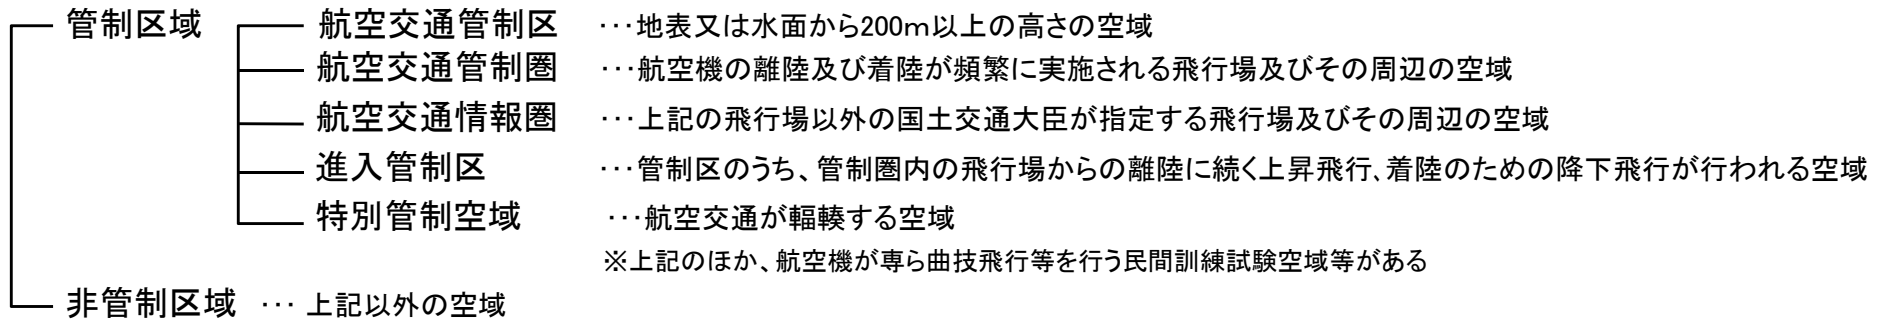 管制区域 航空交通管制区 ･･･地表又は水面から200ｍ以上の高さの空域
航空交通管制圏 ･･･航空機の離陸及び着陸が頻繁に実施される飛行場及びその周辺の空域
航空交通情報圏 ･･･上記の飛行場以外の国土交通大臣が指定する飛行場及びその周辺の空域
進入管制区 ･･･管制区のうち、管制圏内の飛行場からの離陸に続く上昇飛行､着陸のための降下飛行が行われる空域
特別管制空域 ･･･航空交通が輻輳する空域
※上記のほか、航空機が専ら曲技飛行等を行う民間訓練試験空域等がある
非管制区域 ･･･ 上記以外の空域